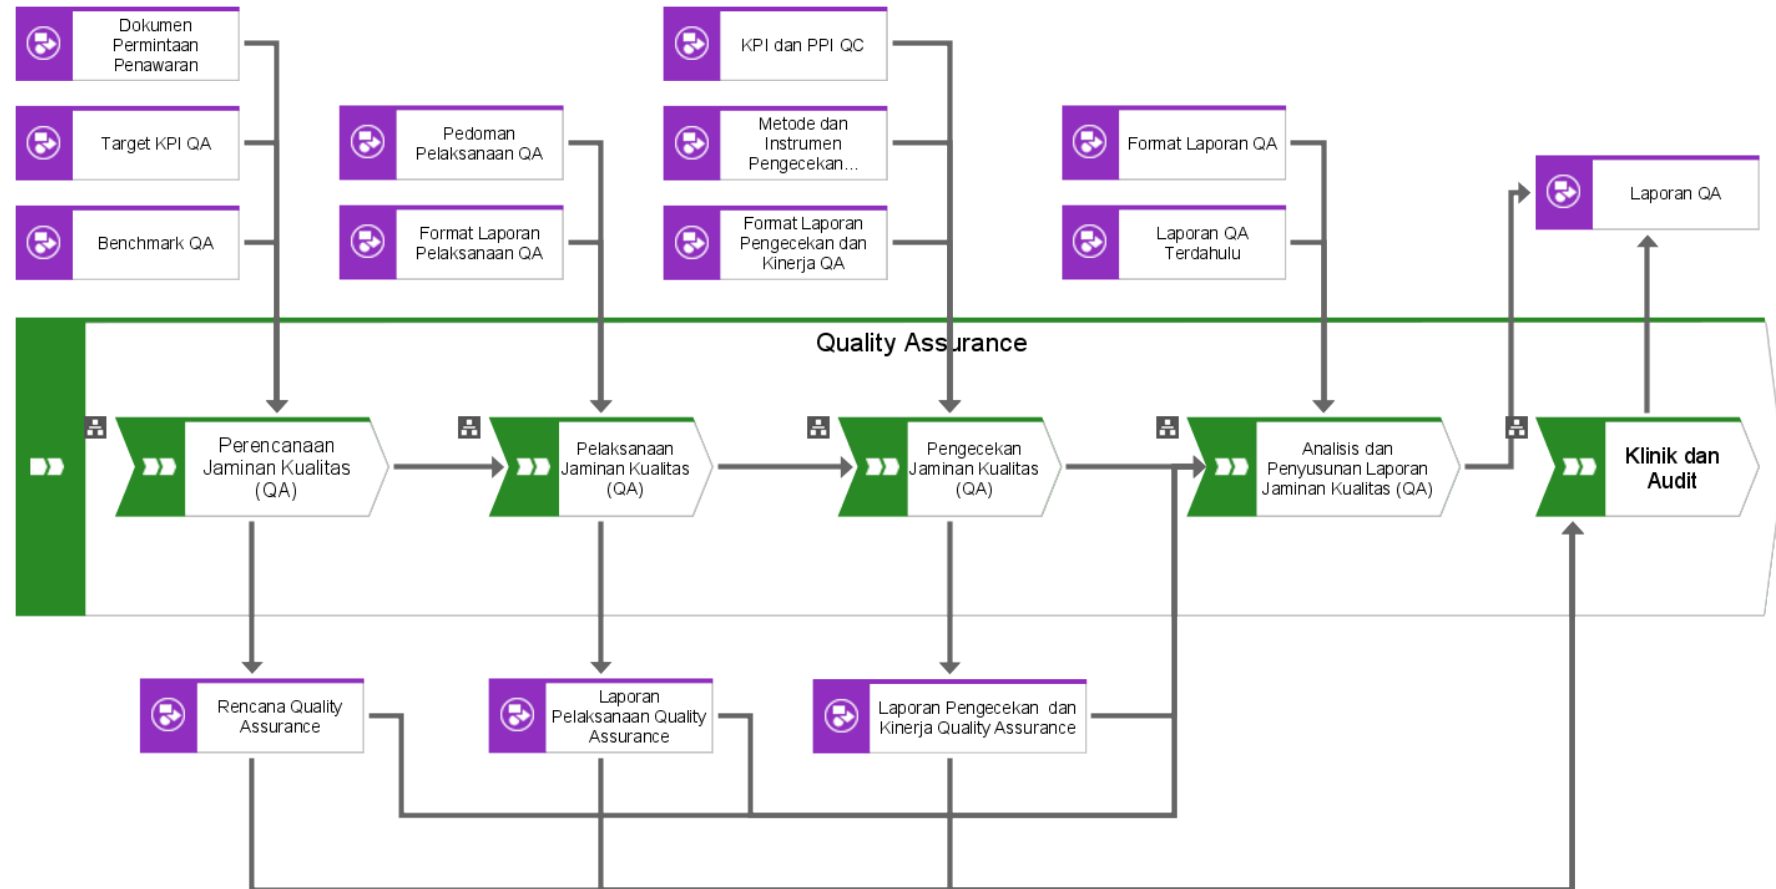 Dokumen
Permintaan
Penawaran
KPI dan PPI QC
Target KPI QA
Pedoman
Pelaksanaan QA
Metode dan
Instrumen
Pengecekan...
Format Laporan QA
Laporan QA
Benchmark QA
Format Laporan
Pelaksanaan QA
Format Laporan
Pengecekan dan
Kinerja QA
Laporan QA
Terdahulu
Quality Assurance
Perencanaan
Jaminan Kualitas
(QA)
Pelaksanaan
Jaminan Kualitas
(QA)
Pengecekan
Jaminan Kualitas
(QA)
Analisis dan
Penyusunan Laporan
Jaminan Kualitas (QA)
Klinik dan
Audit
Rencana Quality
Assurance
Laporan
Pelaksanaan Quality
Assurance
Laporan Pengecekan dan
Kinerja Quality Assurance